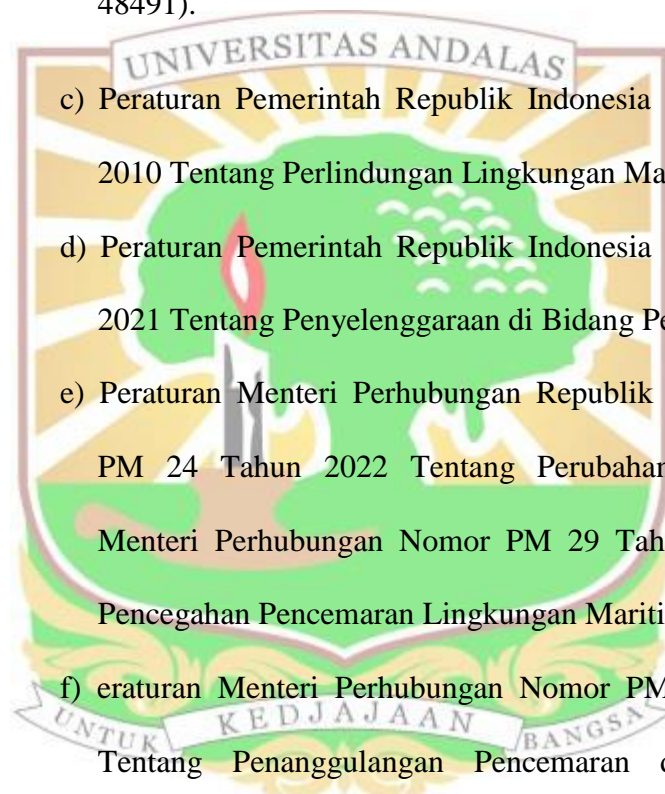 48491).
UNIVERSITAS ANDALAS
c) Peraturan Pemerintah Republik Indonesia
2010 Tentang Perlindungan Lingkungan Ma
d) Peraturan Pemerintah Republik Indonesia
2021 Tentang Penyelenggaraan di Bidang Pe
e) Peraturan Menteri Perhubungan Republik
PM 24 Tahun 2022 Tentang Perubahan
Menteri Perhubungan Nomor PM 29 Tah
Pencegahan Pencemaran Lingkungan Mariti
f) eraturan Menteri Perhubungan Nomor PM
UNTUK KEDJAJAAN BANGSA
Tentang Penanggulangan Pencemaran d